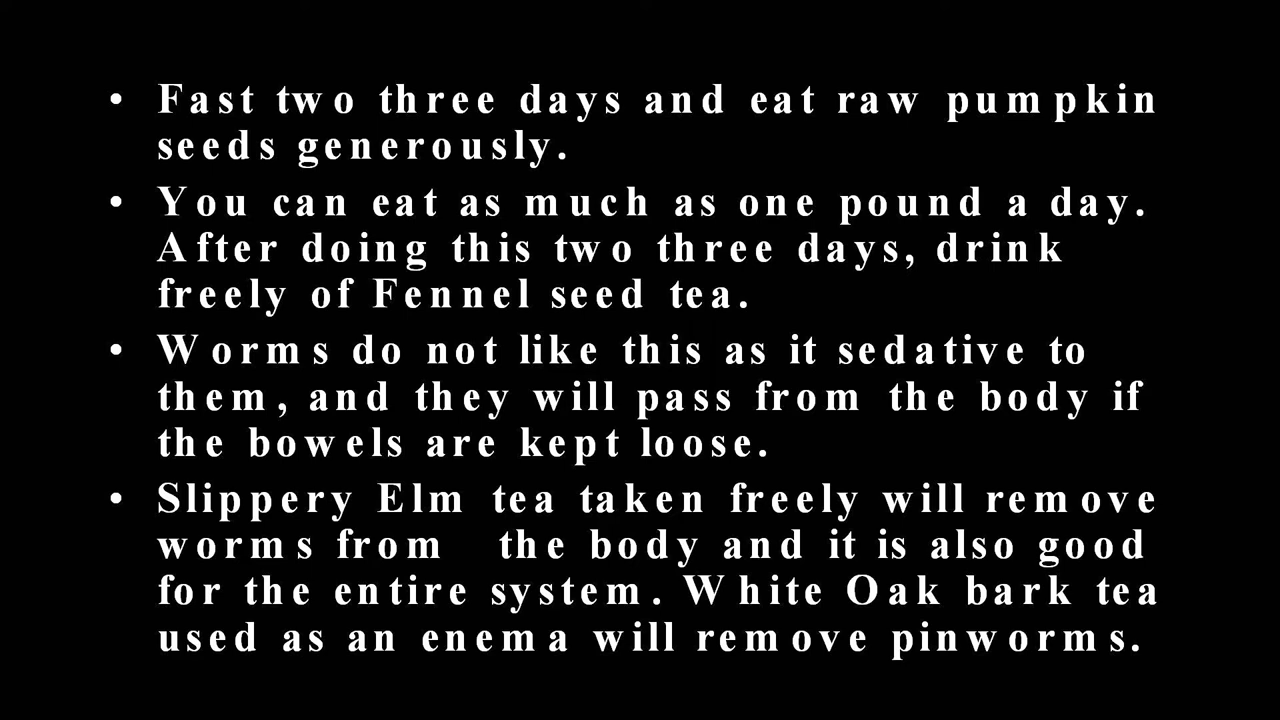 • Fast two three days and eat raw pumpkin
seeds generously.
• You can eat as much as one pound a day.
After doing this two three days, drink
freely of Fennel seed tea.
• Worms do not like this as it sedative to
them, and they will pass from the body if
the bowels are kept loose.
• Slippery Elm tea taken freely will remove
worms from the body and it is also good
for the entire system. White Oak bark tea
used as an enema will remove pinworms.